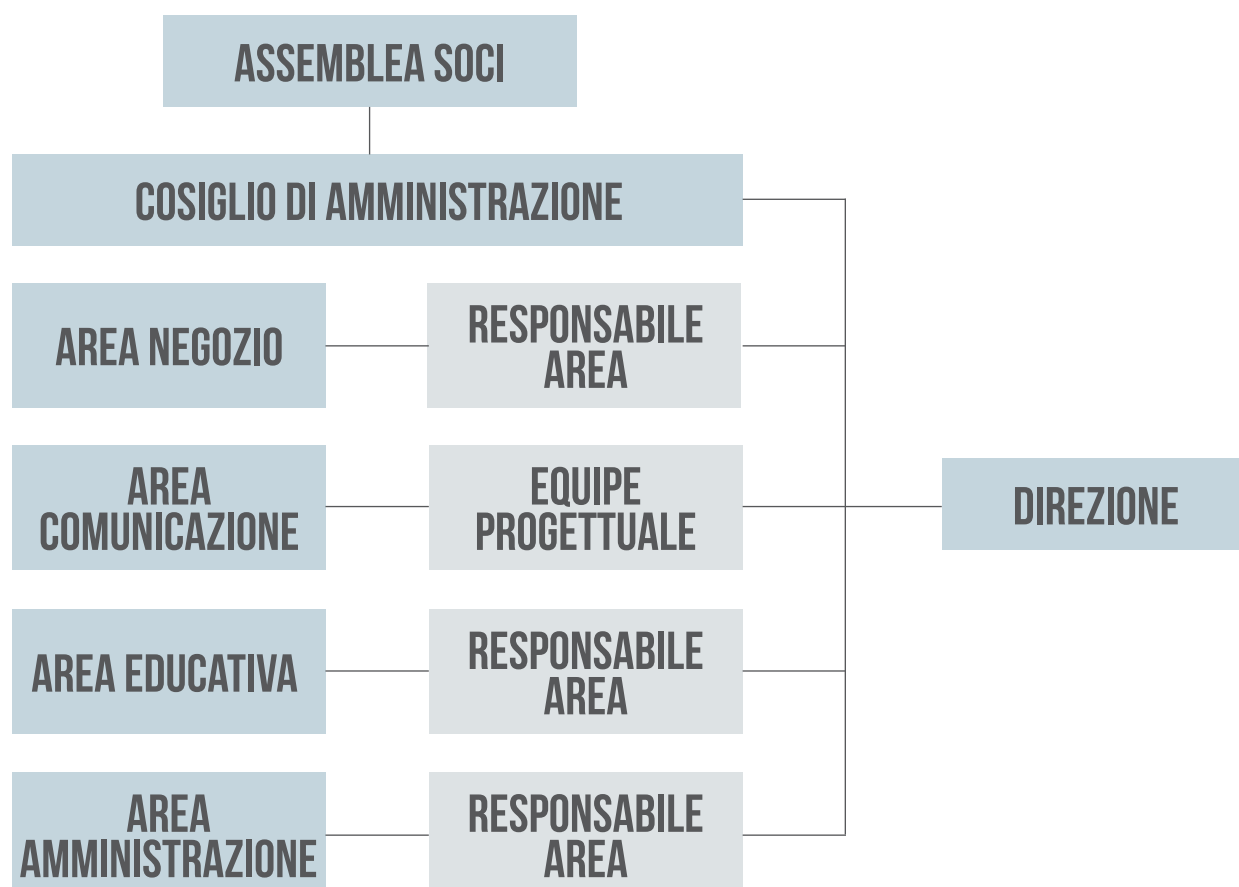 ASSEMBLEA SOCI
COSIGLIO DI AMMINISTRAZIONE
AREA NEGOZIO
RESPONSABILE
AREA
AREA
COMUNICAZIONE
EQUIPE
PROGETTUALE
DIREZIONE
AREA EDUCATIVA
RESPONSABILE
AREA
AREA
AMMINISTRAZIONE
RESPONSABILE
AREA